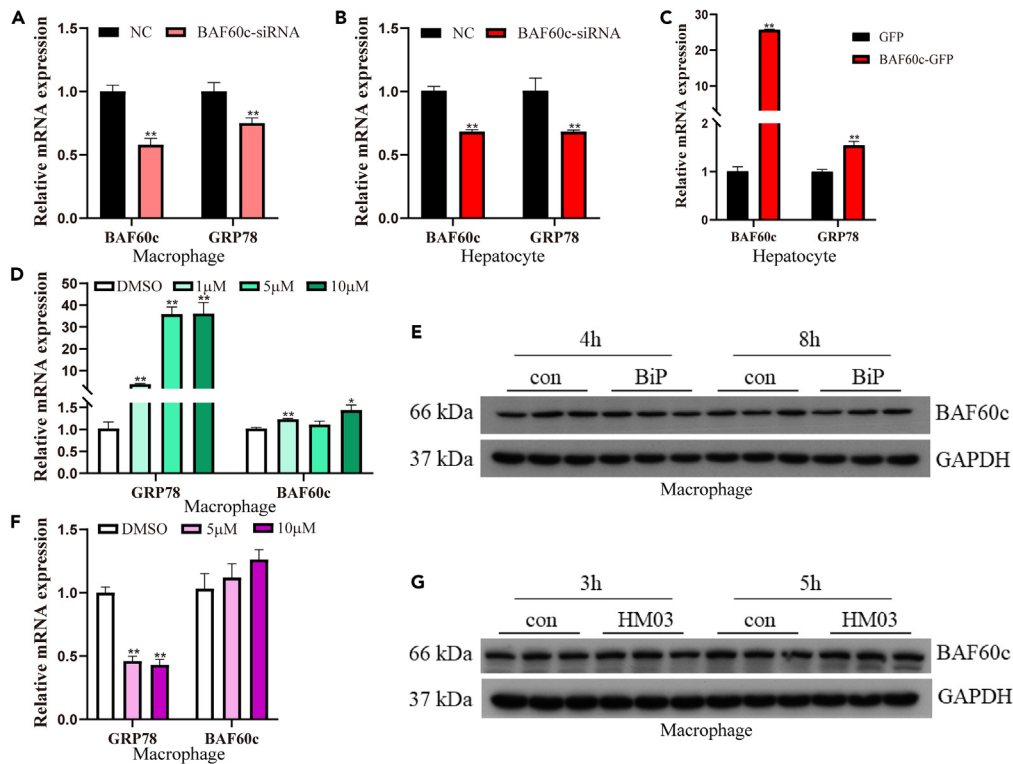 A
Relative mRNA expression
1.5
1.0
0.5
0.0
NC BAF60c-siRNA
**
**
BAF60c GRP78
Macrophage
B
Relative mRNA expression
1.5
1.0
0.5
0.0
NC BAF60c-siRNA
**
**
BAF60c GRP78
Hepatocyte
C
Relative mRNA expression
30
20
10
2
1
0
GFP
BAF60c-GFP
**
**
BAF60c GRP78
Hepatocyte
D
Relative mRNA expression
50
40
30
20
10
1.5
1.0
0.5
0.0
DMSO 1μM 5μM 10μM
**
** **
**
*
GRP78 BAF60c
Macrophage
E
4h 8h
con BiP con BiP
66 kDa BAF60c
37 kDa GAPDH
Macrophage
F
Relative mRNA expression
1.5
1.0
0.5
0.0
DMSO 5μM 10μM
** **
GRP78 BAF60c
Macrophage
G
3h 5h
con HM03 con HM03
66 kDa BAF60c
37 kDa GAPDH
Macrophage